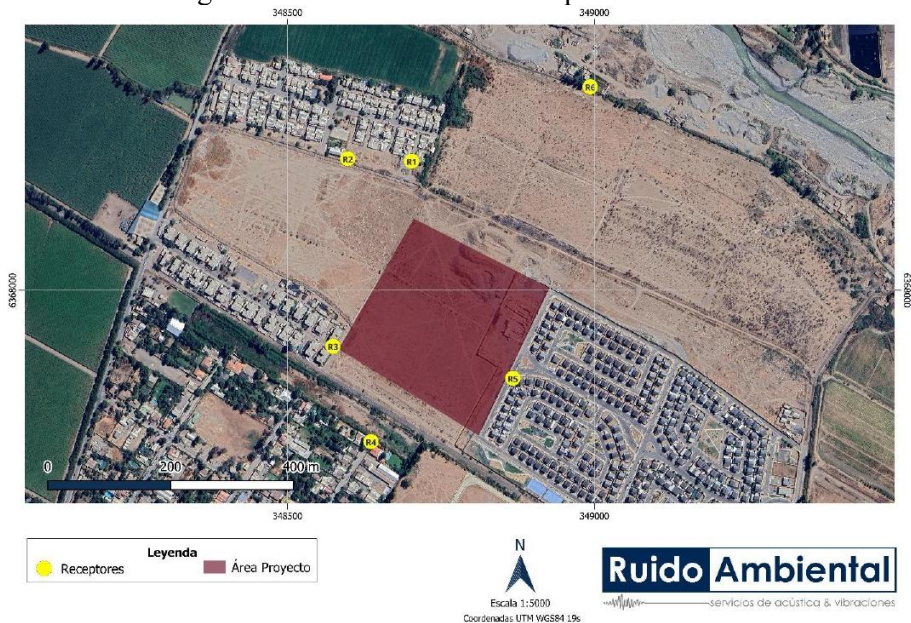 348500
349000
R6
R2
R1
6368000
6368000
R3
R5
R4
0
200
400 m
348500
349000
Leyenda
Receptores
Área Proyecto
N
Escala 1:5000
Coordenadas UTM WGS84 19s
Ruido Ambiental
servicios de acústica & vibraciones